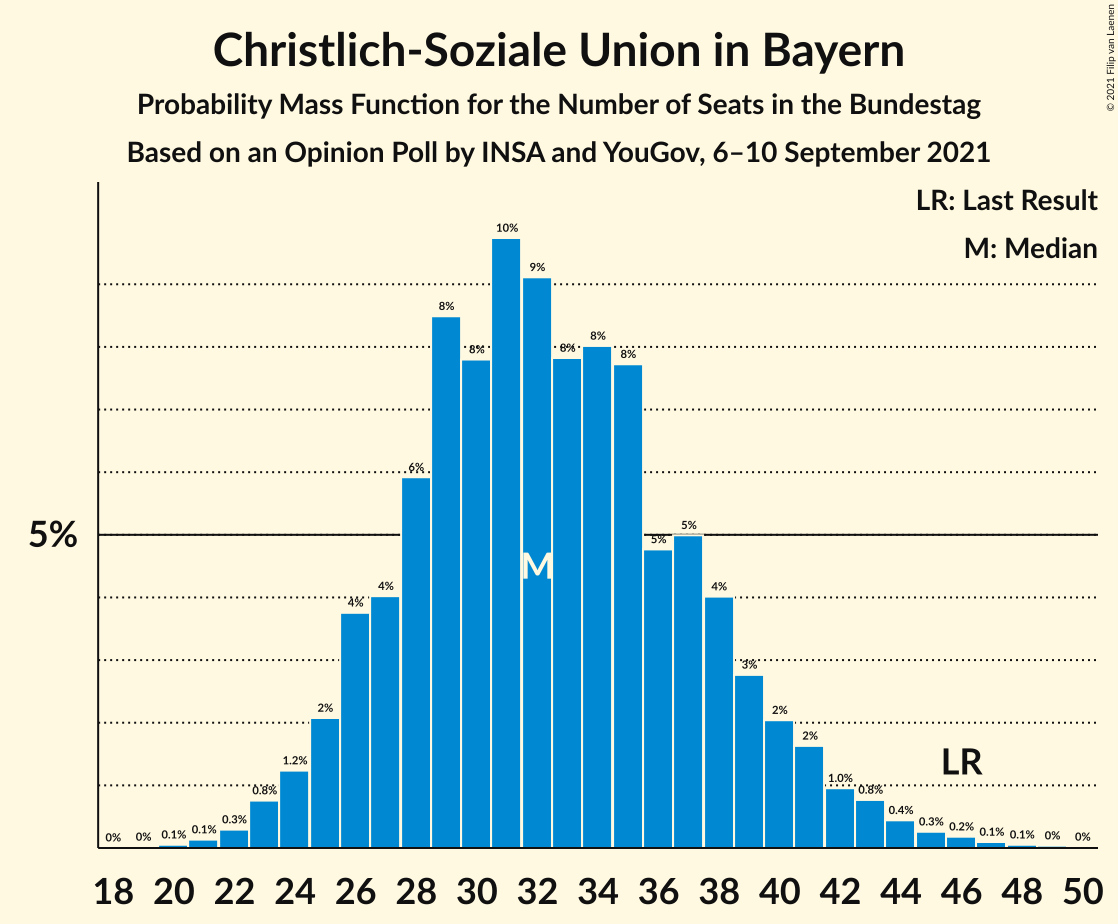 Christlich-Soziale Union in Bayern
Probability Mass Function for the Number of Seats in the Bundestag
Based on an Opinion Poll by INSA and YouGov, 6–10 September 2021
© 2021 Filip van Laenen
LR: Last Result
M: Median
5%
0% 0% 0.1% 0.1% 0.3% 0.8% 1.2% 2% 4% 4% 6% 8% 8% 10% 9% 8% 8% 8% 5% 5% 4% 3% 2% 2% 1.0% 0.8% 0.4% 0.3% 0.2% 0.1% 0.1% 0% 0%
M
LR
18 20 22 24 26 28 30 32 34 36 38 40 42 44 46 48 50